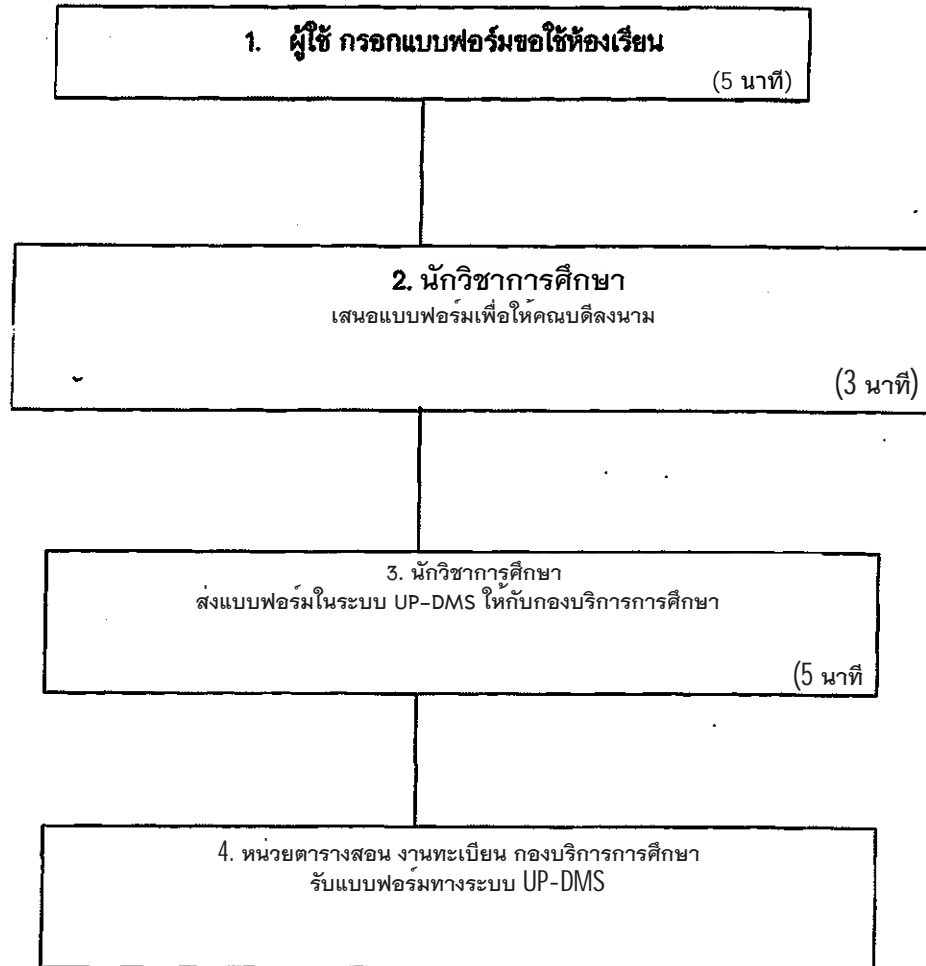 1. ผู้ใช้ กรอกแบบฟอร์มขอใช้ห้องเรียน
(5 นาที)
2. นักวิชาการศึกษา
เสนอแบบฟอร์มเพื่อให้คณบดีลงนาม
(3 นาที)
3. นักวิชาการศึกษา
ส่งแบบฟอร์มในระบบ UP-DMS ให้กับกองบริการการศึกษา
(5 นาที
4. หน่วยตารางสอน งานทะเบียน กองบริการการศึกษา
รับแบบฟอร์มทางระบบ UP-DMS